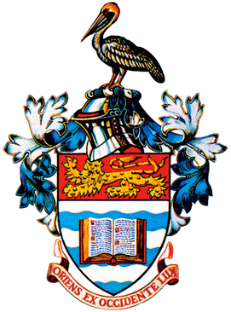 ORIENS EX OCCIDENTE LUX